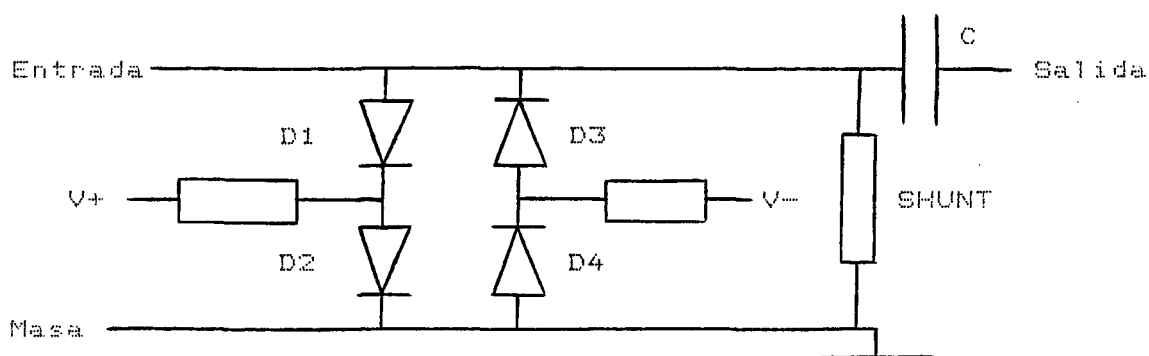 C
Entrada
Salida
D1
D3
V+
V-
SHUNT
D2
D4
Masa